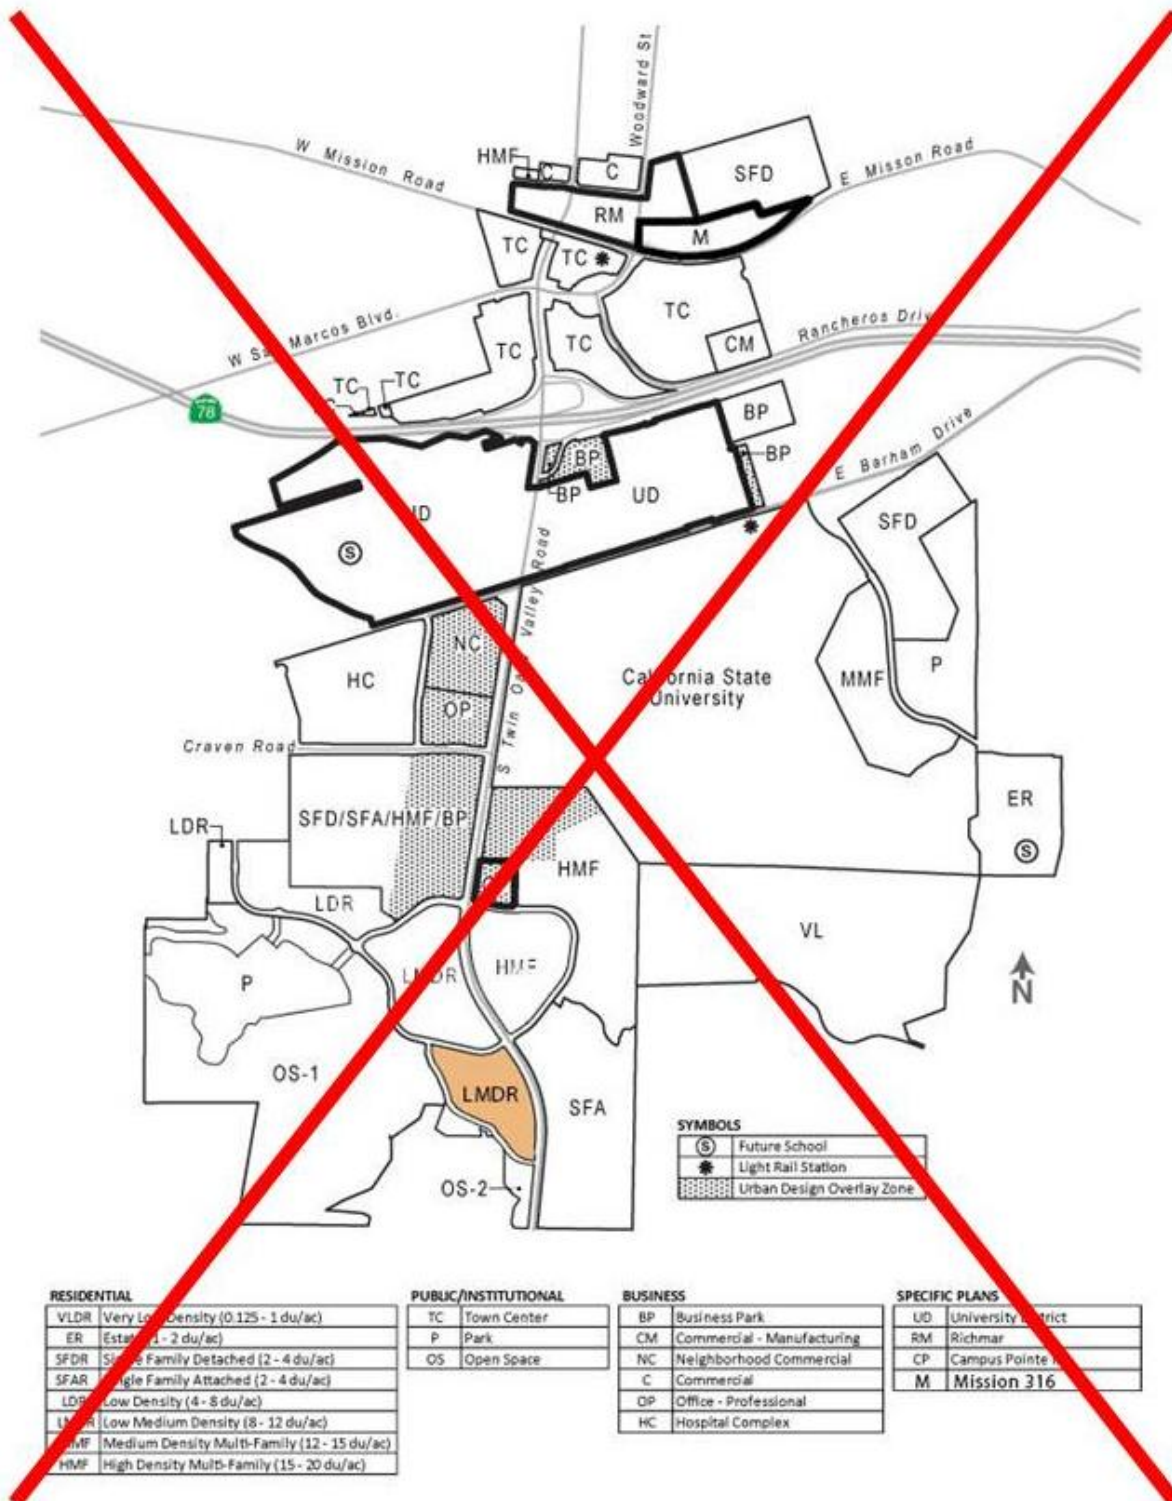 Woodward St
W Mission Road
HMF
C
C
SFD
E Misson Road
RM
M
TC
TC
TC
W San Marcos Blvd.
TC
TC
CM
Rancheros Drive
TC
TC
78
BP
BP
BP
BP
E Barham Drive
UD
UD
S
SFD
S Twin Oaks Valley Road
NC
HC
California State
University
MMF
P
OP
Craven Road
ER
SFD/SFA/HMF/BP
LDR
S
HMF
LDR
VL
P
LMDR
HMF
N
OS-1
LMDR
SFA
OS-2
SYMBOLS
S Future School
Light Rail Station
Urban Design Overlay Zone
RESIDENTIAL
VLDR Very Low Density (0.125 - 1 du/ac)
ER Estate (1 - 2 du/ac)
SFDR Single Family Detached (2 - 4 du/ac)
SFAR Single Family Attached (2 - 4 du/ac)
LDR Low Density (4 - 8 du/ac)
LMDR Low Medium Density (8 - 12 du/ac)
MMF Medium Density Multi-Family (12 - 15 du/ac)
HMF High Density Multi-Family (15 - 20 du/ac)
PUBLIC/INSTITUTIONAL
TC Town Center
P Park
OS Open Space
BUSINESS
BP Business Park
CM Commercial - Manufacturing
NC Neighborhood Commercial
C Commercial
OP Office - Professional
HC Hospital Complex
SPECIFIC PLANS
UD University District
RM Richmar
CP Campus Pointe
M Mission 316